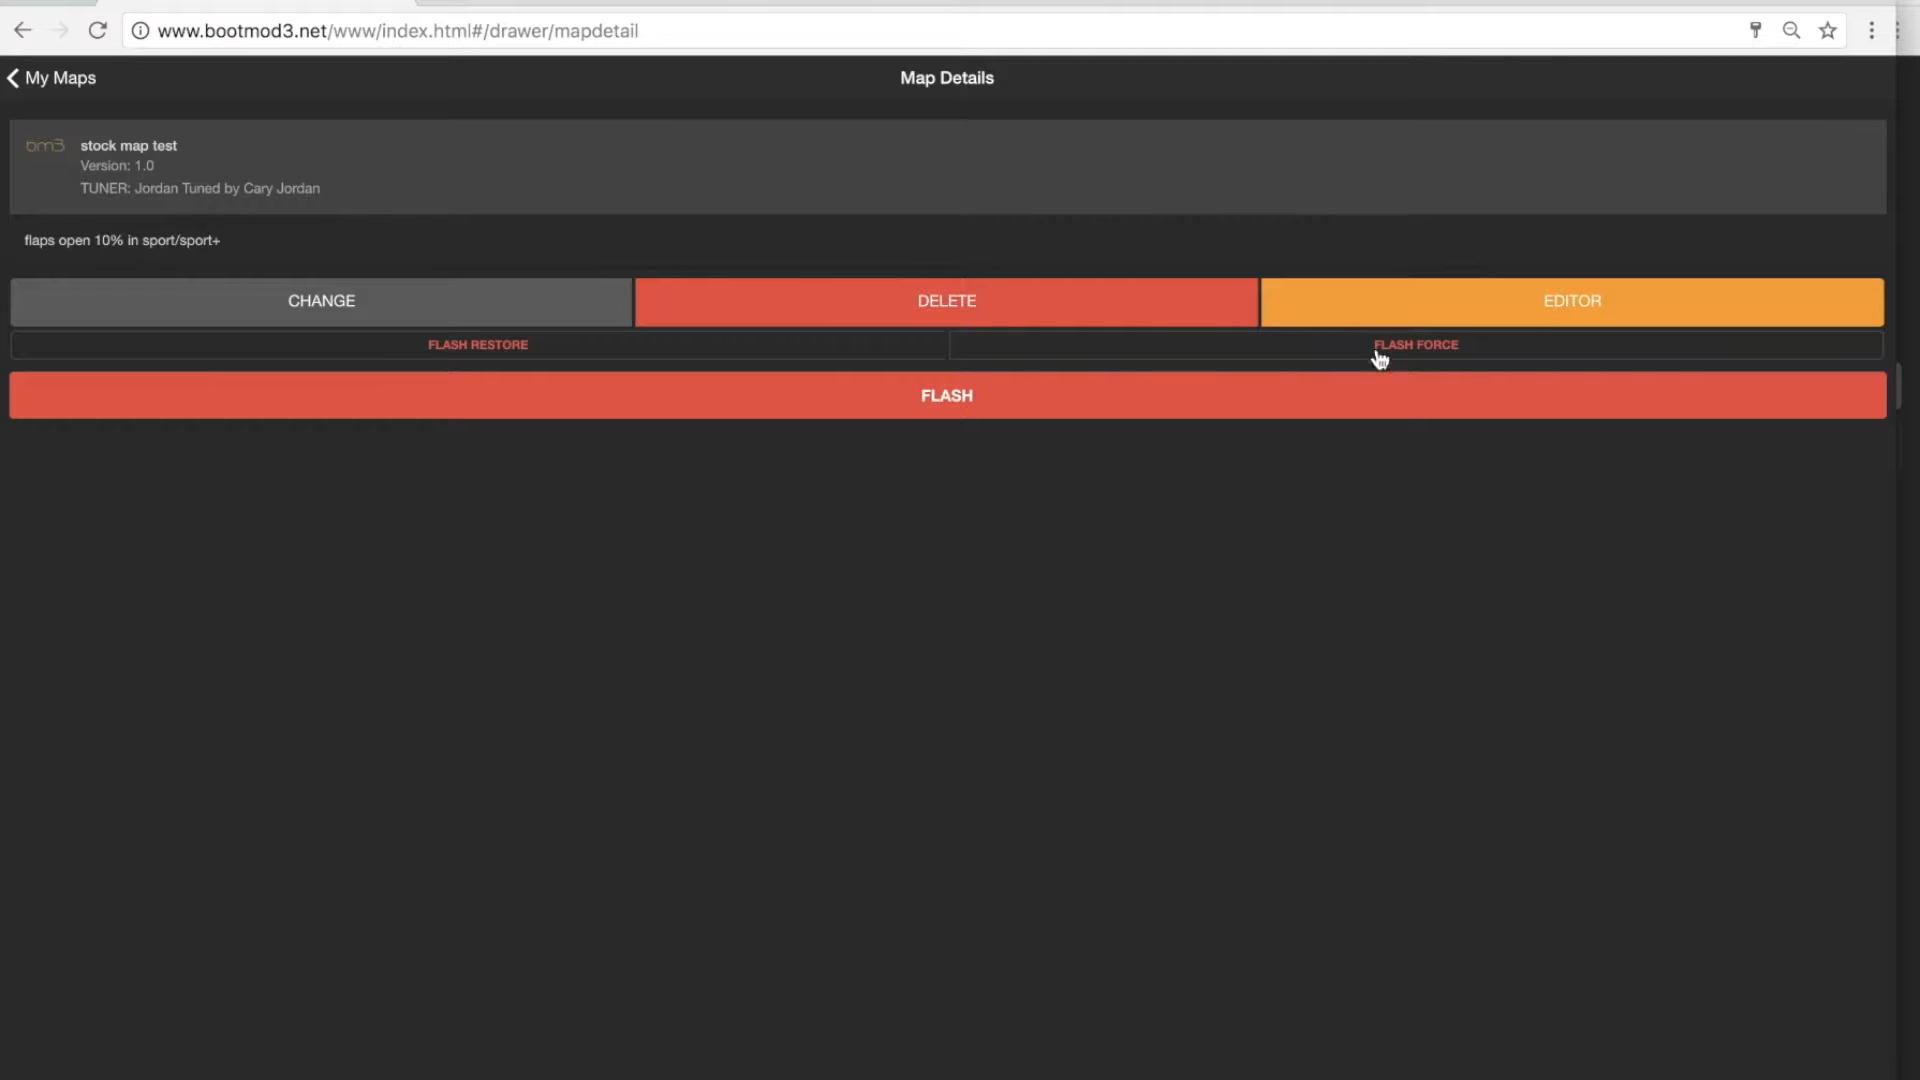 www.bootmod3.net/www/index.html#/drawer/mapdetail
My Maps
Map Details
bm3
stock map test
Version: 1.0
TUNER: Jordan Tuned by Cary Jordan
flaps open 10% in sport/sport+
CHANGE
DELETE
EDITOR
FLASH RESTORE
FLASH FORCE
FLASH